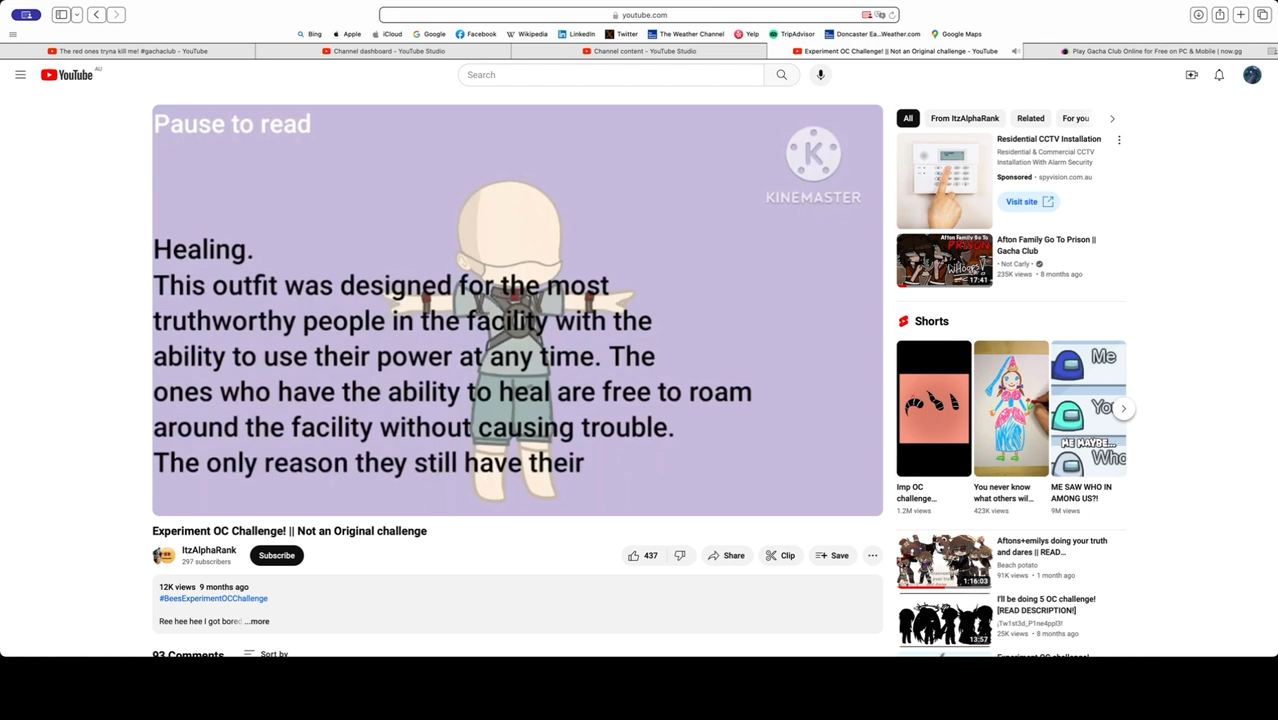 youtube.com
Bing
Apple
iCloud
Google
Facebook
Wikipedia
LinkedIn
Twitter
The Weather Channel
Yelp
TripAdvisor
Doncaster Ea...Weather.com
Google Maps
The red ones tryna kill me! #gachaclub - YouTube
Channel dashboard - YouTube Studio
Channel content - YouTube Studio
Experiment OC Challenge! || Not an Original challenge - YouTube
Play Gacha Club Online for Free on PC & Mobile | now.gg
YouTube AU
Search
Pause to read
KINEMASTER
Healing.
This outfit was designed for the most
truthworthy people in the facility with the
ability to use their power at any time. The
ones who have the ability to heal are free to roam
around the facility without causing trouble.
The only reason they still have their
Experiment OC Challenge! || Not an Original challenge
ItzAlphaRank
297 subscribers
Subscribe
437
Share
Clip
Save
12K views 9 months ago
#BeesExperimentOCChallenge
Ree hee hee I got bored ...more
93 Comments
Sort by
All
From ItzAlphaRank
Related
For you
Residential CCTV Installation
Residential & Commercial CCTV
Installation With Alarm Security
Sponsored · spyvision.com.au
Visit site
Afton Family Go To PRISON
WHOOPS!
17:41
Afton Family Go To Prison ||
Gacha Club
• Not Carly •
235K views • 8 months ago
Shorts
Me
You
ME MAYBE...
Who
Imp OC
challenge...
1.2M views
You never know
what others wil...
423K views
ME SAW WHO IN
AMONG US?!
9M views
1:16:03
Aftons+emilys doing your truth
and dares || READ...
Beach potato
91K views • 1 month ago
13:57
I'll be doing 5 OC challenge!
[READ DESCRIPTION!]
¡Tw1st3d_P1ne4ppl3!
25K views • 8 months ago